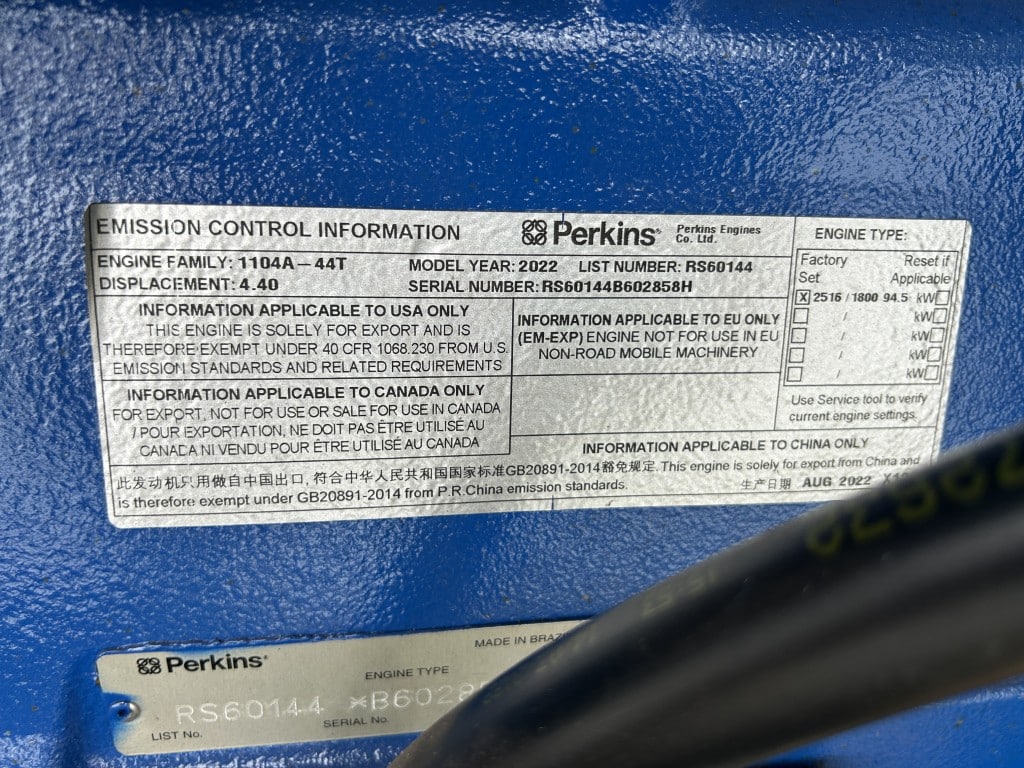 EMISSION CONTROL INFORMATION
Perkins
Perkins Engines
Co. Ltd.
ENGINE FAMILY: 1104A-44T
MODEL YEAR: 2022 LIST NUMBER: RS60144
DISPLACEMENT: 4.40
SERIAL NUMBER: RS60144B602858H
ENGINE TYPE:
Factory Reset if
Set Applicable
X 2516 / 1800 94.5 kW
/ kW
/ kW
/ kW
/ kW
Use Service tool to verify
current engine settings.
INFORMATION APPLICABLE TO USA ONLY
THIS ENGINE IS SOLELY FOR EXPORT AND IS
THEREFORE EXEMPT UNDER 40 CFR 1068.230 FROM U.S.
EMISSION STANDARDS AND RELATED REQUIREMENTS
INFORMATION APPLICABLE TO EU ONLY
(EM-EXP) ENGINE NOT FOR USE IN EU
NON-ROAD MOBILE MACHINERY
INFORMATION APPLICABLE TO CANADA ONLY
FOR EXPORT, NOT FOR USE OR SALE FOR USE IN CANADA
/ POUR EXPORTATION, NE DOIT PAS ÊTRE UTILISÉ AU
CANADA NI VENDU POUR ÊTRE UTILISÉ AU CANADA
INFORMATION APPLICABLE TO CHINA ONLY
此发动机只用做自中国出口, 符合中华人民共和国国家标准GB20891-2014豁免规定. This engine is solely for export from China and
is therefore exempt under GB20891-2014 from P.R.China emission standards.
生产日期 AUG 2022
Perkins
MADE IN
ENGINE TYPE
RS60144 *B6028
LIST No.
SERIAL No.